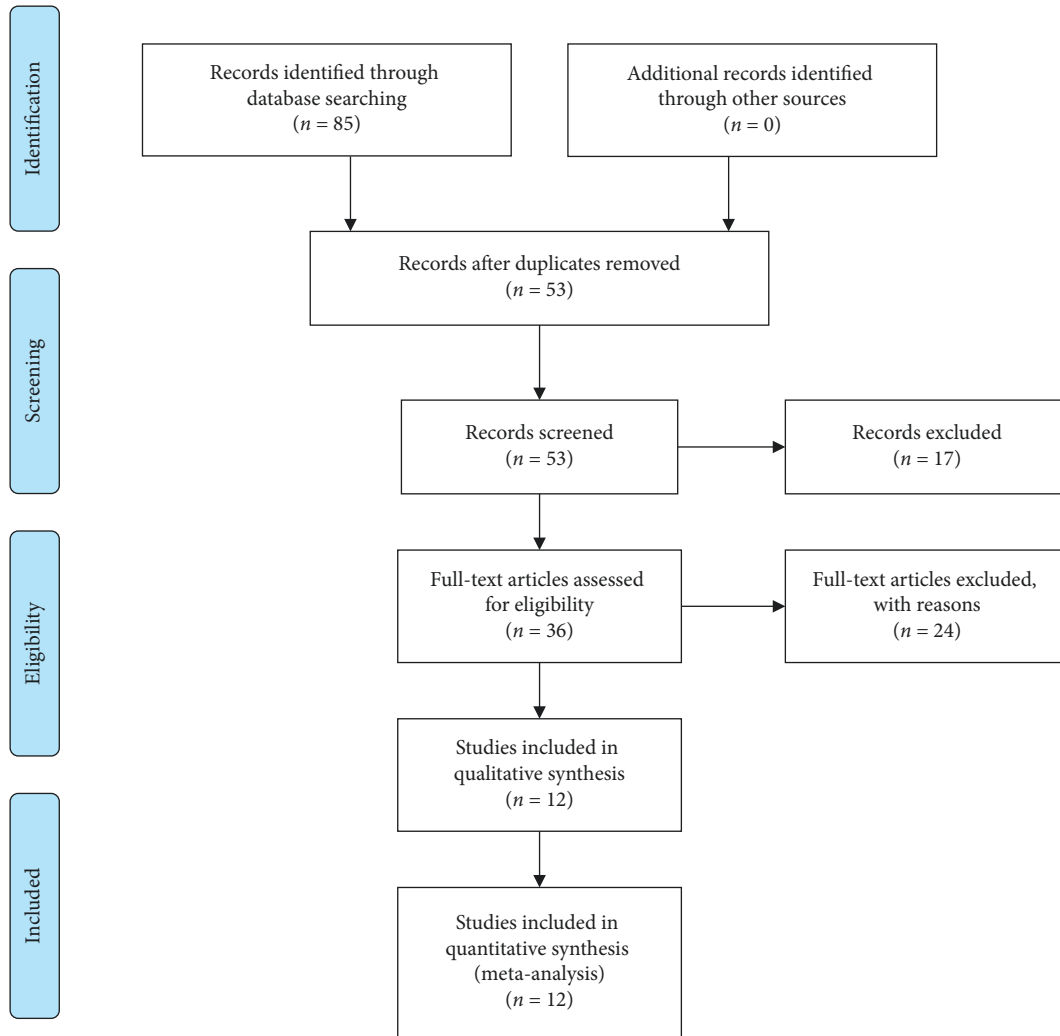 Identification
Records identified through
database searching
(n = 85)
Additional records identified
through other sources
(n = 0)
Records after duplicates removed
(n = 53)
Screening
Records screened
(n = 53)
Records excluded
(n = 17)
Eligibility
Full-text articles assessed
for eligibility
(n = 36)
Full-text articles excluded,
with reasons
(n = 24)
Studies included in
qualitative synthesis
(n = 12)
Included
Studies included in
quantitative synthesis
(meta-analysis)
(n = 12)